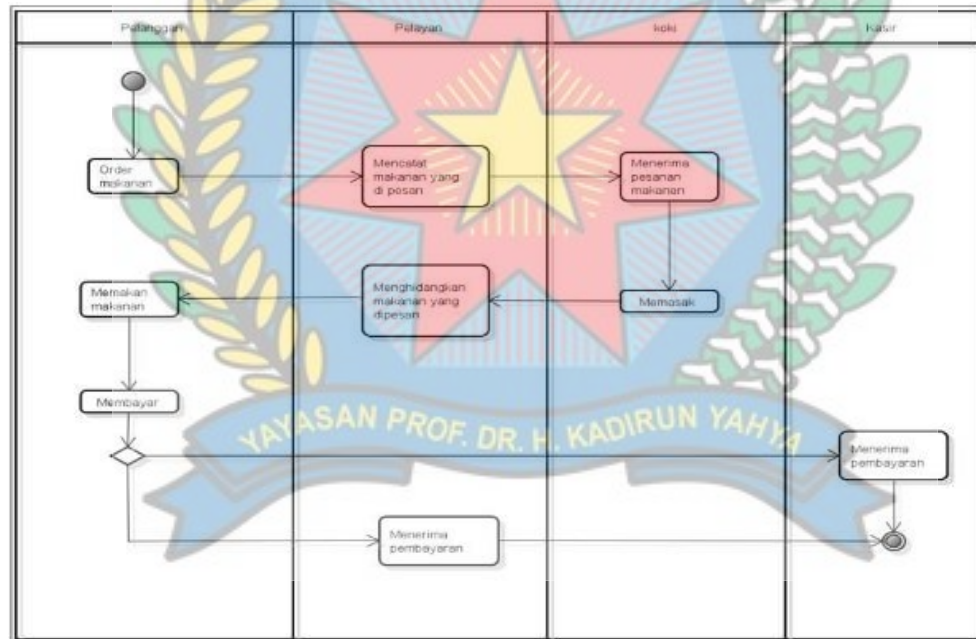 Pelanggan
Pelayan
koki
kasir
Order
makanan
Mencatat
makanan yang
di pesan
Menerima
pesanan
makanan
Memakan
makanan
Menghidangkan
makanan yang
dipesan
Memasak
Membayar
YAYASAN PROF. DR. H. KADIRUN YAHYA
Menerima
pembayaran
Menerima
pembayaran